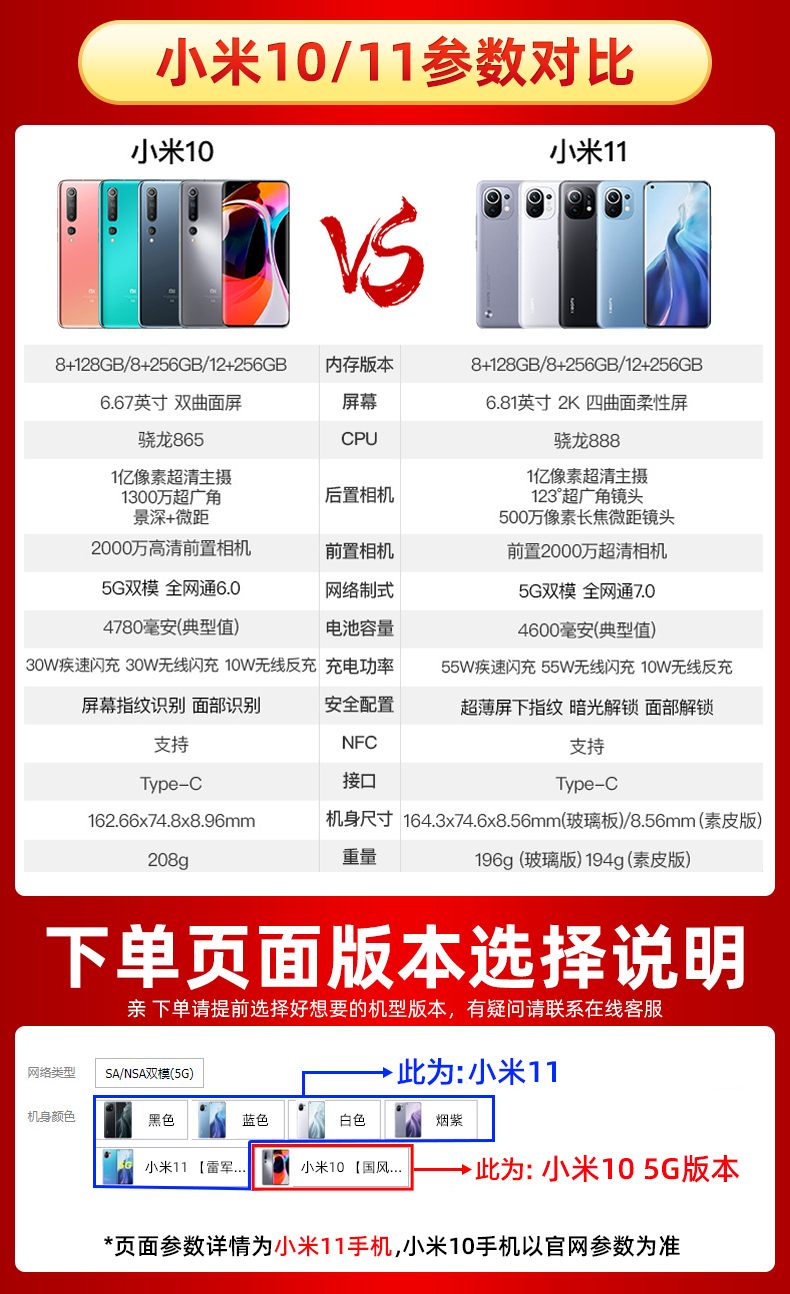 小米10/11参数对比
小米10
小米11
VS
8+128GB/8+256GB/12+256GB 内存版本 8+128GB/8+256GB/12+256GB
6.67英寸 双曲面屏 屏幕 6.81英寸 2K 四曲面柔性屏
骁龙865 CPU 骁龙888
1亿像素超清主摄
1300万超广角
景深+微距
后置相机
1亿像素超清主摄
123°超广角镜头
500万像素长焦微距镜头
2000万高清前置相机 前置相机 前置2000万超清相机
5G双模 全网通6.0 网络制式 5G双模 全网通7.0
4780毫安(典型值) 电池容量 4600毫安(典型值)
30W疾速闪充 30W无线闪充 10W无线反充 充电功率 55W疾速闪充 55W无线闪充 10W无线反充
屏幕指纹识别 面部识别 安全配置 超薄屏下指纹 暗光解锁 面部解锁
支持 NFC 支持
Type-C 接口 Type-C
162.66x74.8x8.96mm 机身尺寸 164.3x74.6x8.56mm(玻璃板)/8.56mm(素皮版)
208g 重量 196g (玻璃版) 194g(素皮版)
下单页面版本选择说明
亲 下单请提前选择好想要的机型版本，有疑问请联系在线客服
网络类型 SA/NSA双模(5G) 此为:小米11
机身颜色 黑色 蓝色 白色 烟紫
小米11 【雷军... 小米10 【国风... 此为: 小米10 5G版本
*页面参数详情为小米11手机,小米10手机以官网参数为准